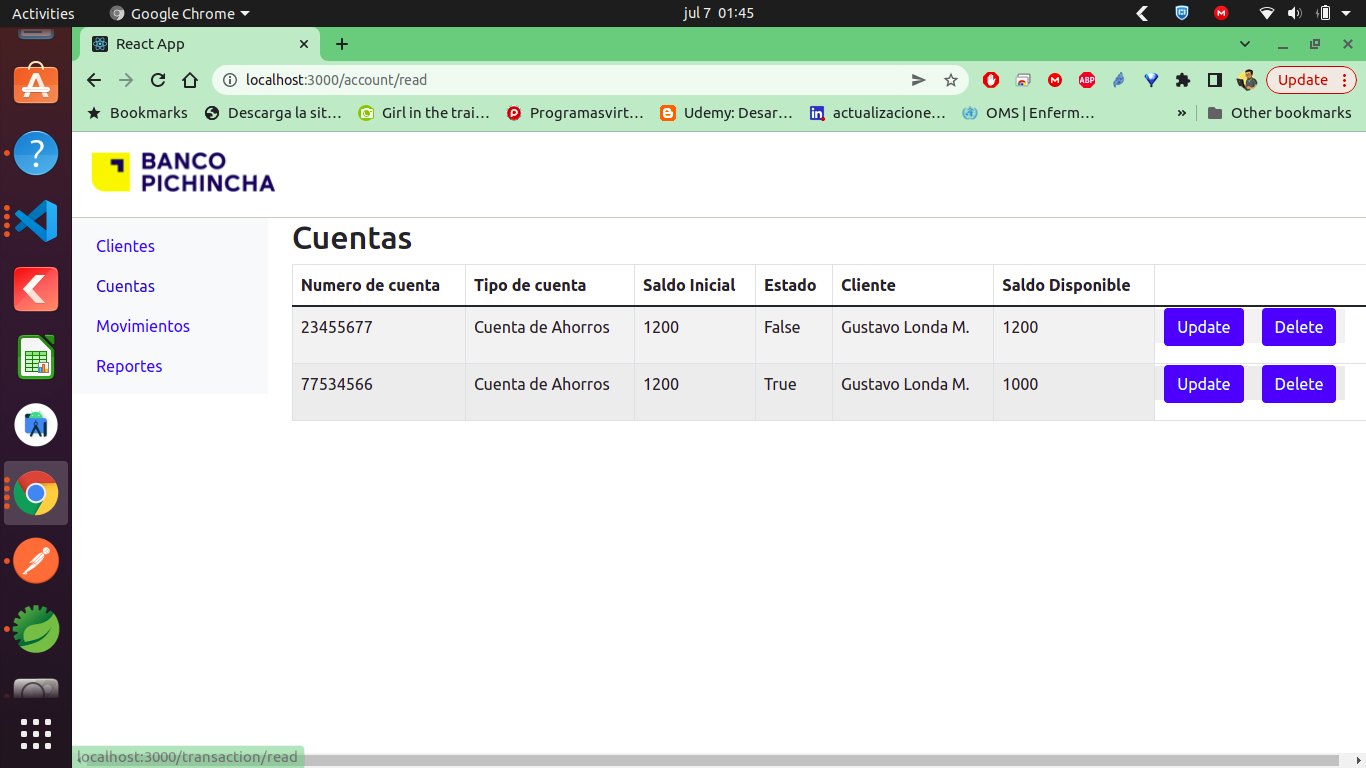 Activities
Google Chrome
jul 7 01:45
React App
localhost:3000/account/read
ABP
Update
Bookmarks
Descarga la sit…
Girl in the trai…
Programasvirt…
Udemy: Desar…
actualizacione…
OMS | Enferm…
»
Other bookmarks
BANCO
PICHINCHA
Clientes
Cuentas
Movimientos
Reportes
Cuentas
Numero de cuenta Tipo de cuenta Saldo Inicial Estado Cliente Saldo Disponible
23455677 Cuenta de Ahorros 1200 False Gustavo Londa M. 1200 Update Delete
77534566 Cuenta de Ahorros 1200 True Gustavo Londa M. 1000 Update Delete
localhost:3000/transaction/read